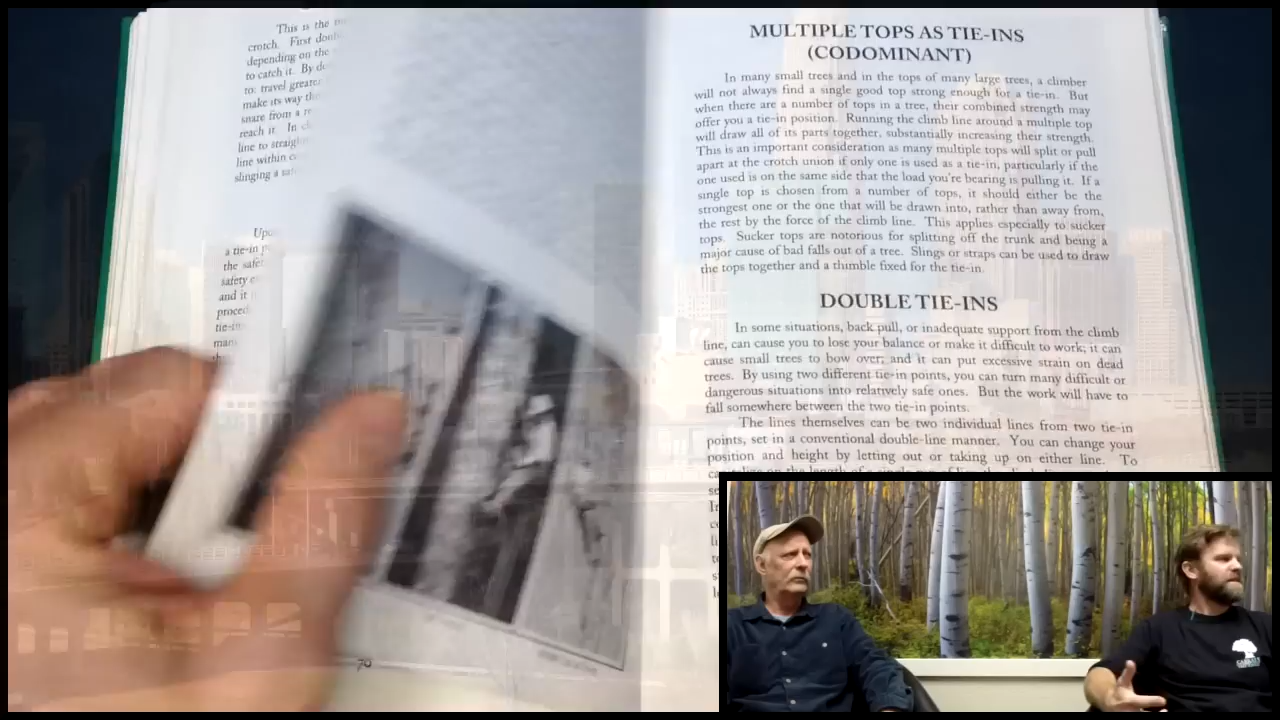 This is the
crotch. First doub
depending on the
to catch it. By do
to: travel greater
make its way th
snare from a
reach it. In
line to straigh
line within
slinging a
Upo
a tie-in
the safe
safety
and it
proced
tie-in
man
MULTIPLE TOPS AS TIE-INS
(CODOMINANT)
In many small trees and in the tops of many large trees, a climber
will not always find a single good top strong enough for a tie-in. But
when there are a number of tops in a tree, their combined strength may
offer you a tie-in position. Running the climb line around a multiple top
will draw all of its parts together, substantially increasing their strength.
This is an important consideration as many multiple tops will split or pull
apart at the crotch union if only one is used as a tie-in, particularly if the
one used is on the same side that the load you're bearing is pulling it. If a
single top is chosen from a number of tops, it should either be the
strongest one or the one that will be drawn into, rather than away from,
the rest by the force of the climb line. This applies especially to sucker
tops. Sucker tops are notorious for splitting off the trunk and being a
major cause of bad falls out of a tree. Slings or straps can be used to draw
the tops together and a thumble fixed for the tie-in.
DOUBLE TIE-INS
In some situations, back pull, or inadequate support from the climb
line, can cause you to lose your balance or make it difficult to work; it can
cause small trees to bow over; and it can put excessive strain on dead
trees. By using two different tie-in points, you can turn many difficult or
dangerous situations into relatively safe ones. But the work will have to
fall somewhere between the two tie-in points.
The lines themselves can be two individual lines from two tie-in
points, set in a conventional double-line manner. You can change your
position and height by letting out or taking up on either line. To
70